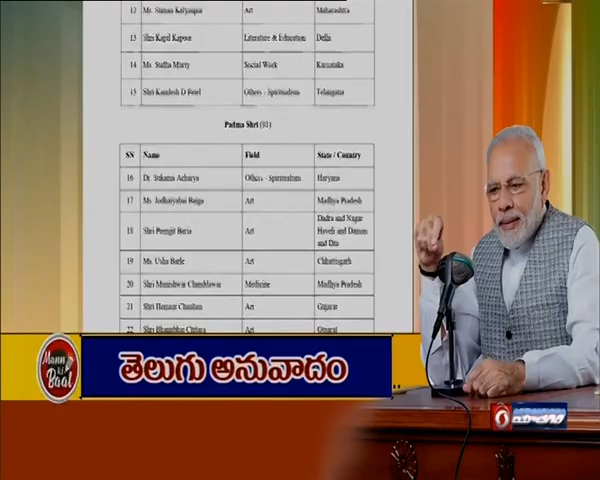 12 Ms. Suman Kalyanpur Art Maharashtra
13 Shri Kapil Kapoor Literature & Education Delhi
14 Ms. Sudha Murty Social Work Karnataka
15 Shri Kamlesh D Patel Others - Spiritualism Telangana
Padma Shri (91)
SN Name Field State / Country
16 Dr. Sukama Acharya Others - Spiritualism Haryana
17 Ms. Jodhaiyabai Baiga Art Madhya Pradesh
18 Shri Premjit Baria Art Dadra and Nagar
Haveli and Daman
and Diu
19 Ms. Usha Barle Art Chhattisgarh
20 Shri Munishwar Chanddawar Medicine Madhya Pradesh
21 Shri Hemant Chauhan Art Gujarat
22 Shri Bhanubhai Chitara Art Gujarat
Mann
ki
Baat
తెలుగు అనువాదం
యాదగిరి